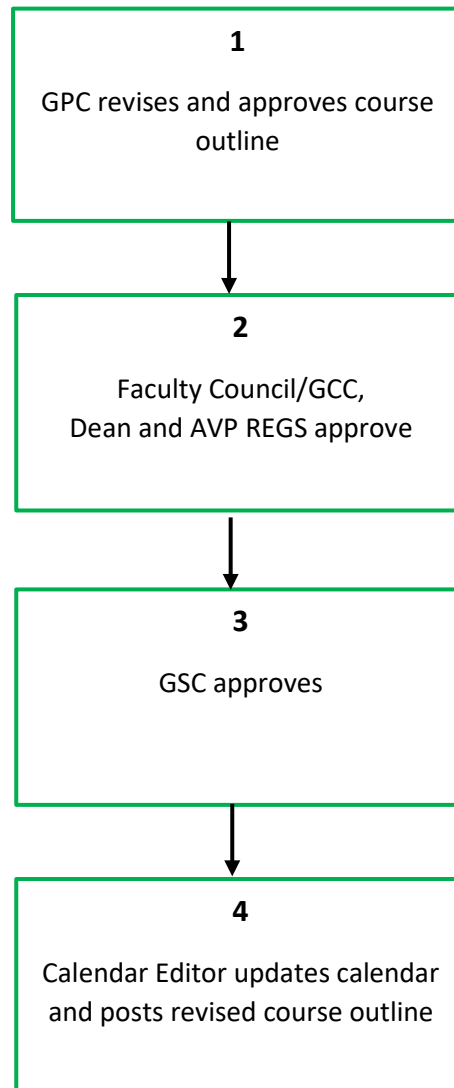 1
GPC revises and approves course
outline
2
Faculty Council/GCC,
Dean and AVP REGS approve
3
GSC approves
4
Calendar Editor updates calendar
and posts revised course outline